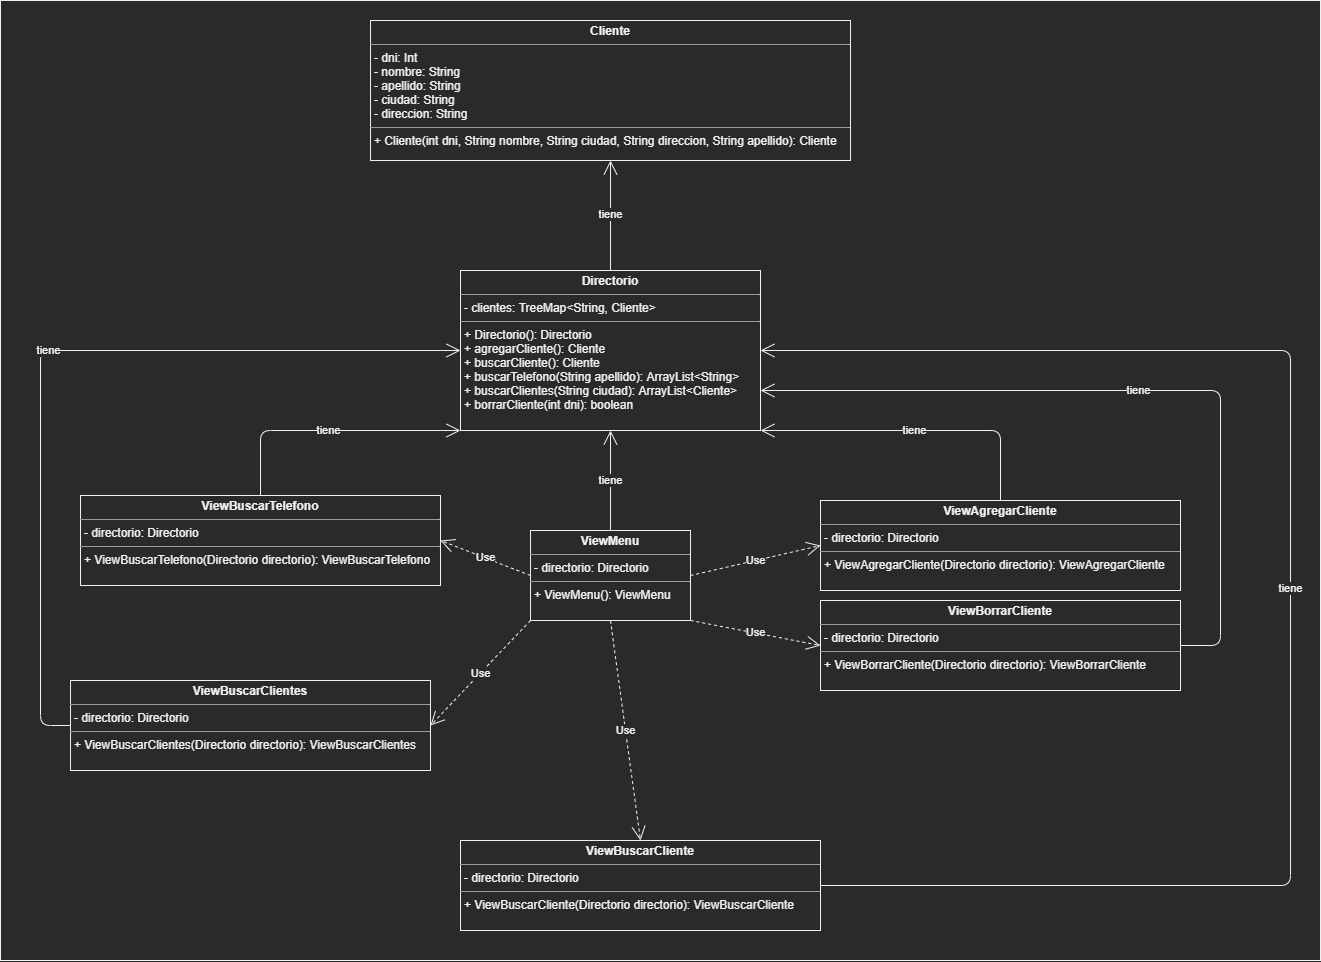 Cliente
- dni: Int
- nombre: String
- apellido: String
- ciudad: String
- direccion: String
+ Cliente(int dni, String nombre, String ciudad, String direccion, String apellido): Cliente
tiene
Directorio
- clientes: TreeMap<String, Cliente>
+ Directorio(): Directorio
+ agregarCliente(): Cliente
+ buscarCliente(): Cliente
+ buscarTelefono(String apellido): ArrayList<String>
+ buscarClientes(String ciudad): ArrayList<Cliente>
+ borrarCliente(int dni): boolean
tiene
tiene
tiene
tiene
tiene
tiene
ViewBuscarTelefono
- directorio: Directorio
+ ViewBuscarTelefono(Directorio directorio): ViewBuscarTelefono
ViewMenu
- directorio: Directorio
+ ViewMenu(): ViewMenu
ViewAgregarCliente
- directorio: Directorio
+ ViewAgregarCliente(Directorio directorio): ViewAgregarCliente
Use
Use
Use
Use
Use
ViewBorrarCliente
- directorio: Directorio
+ ViewBorrarCliente(Directorio directorio): ViewBorrarCliente
ViewBuscarClientes
- directorio: Directorio
+ ViewBuscarClientes(Directorio directorio): ViewBuscarClientes
ViewBuscarCliente
- directorio: Directorio
+ ViewBuscarCliente(Directorio directorio): ViewBuscarCliente